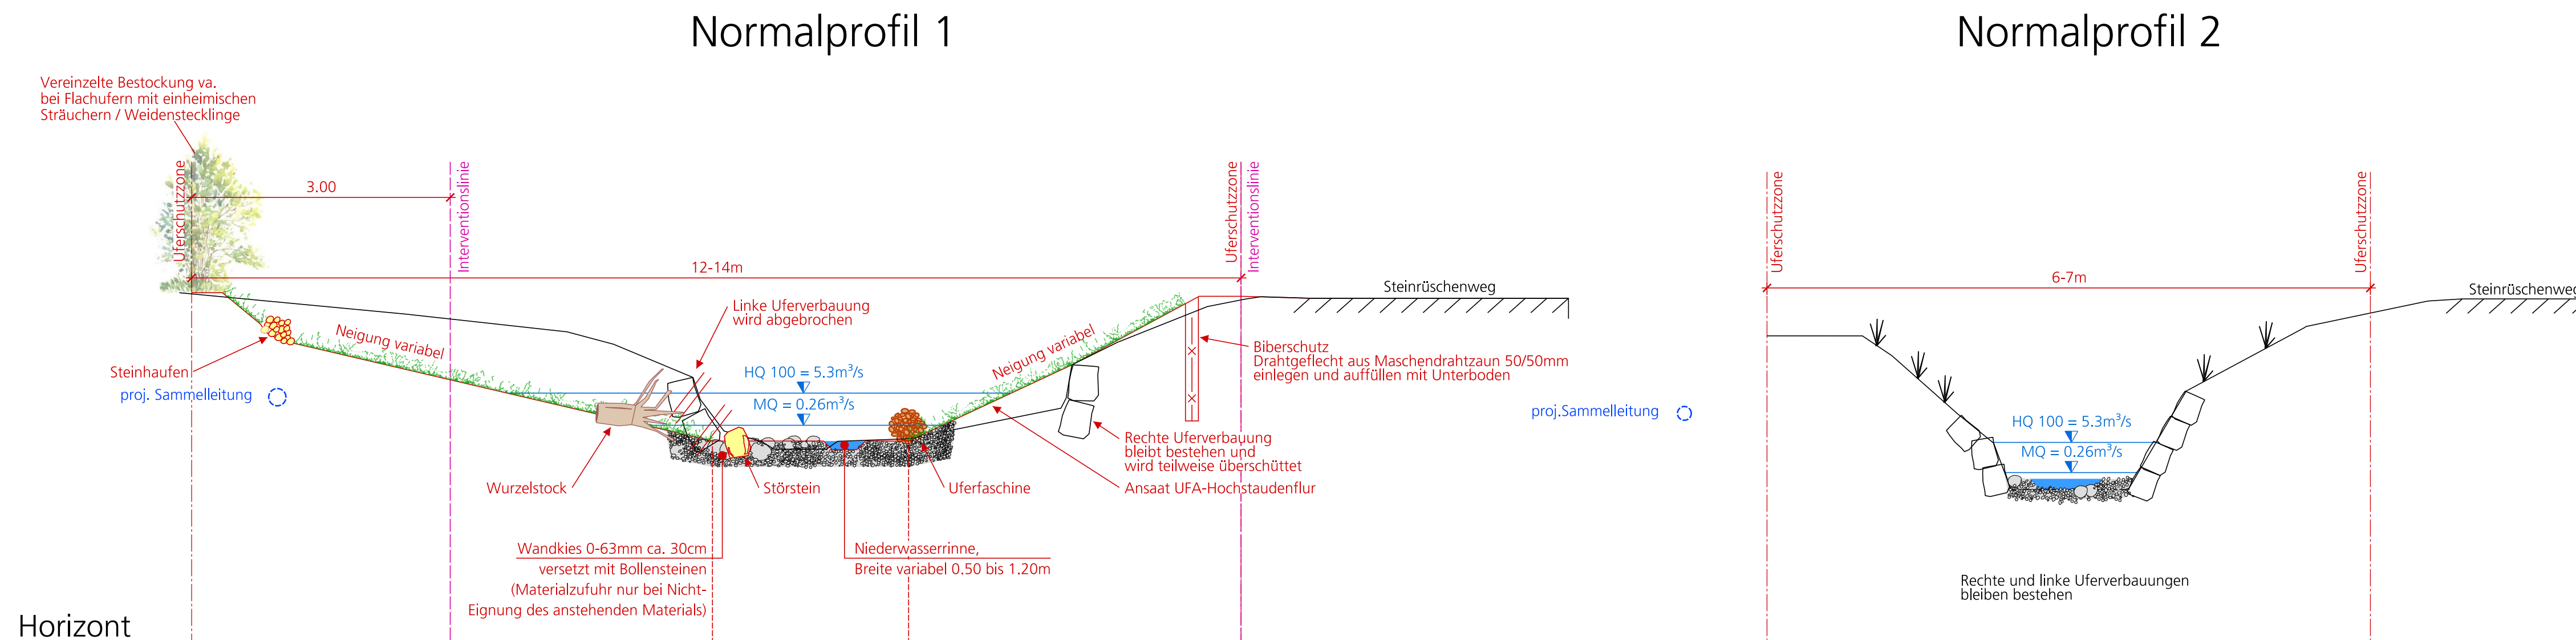 Normalprofil 1
Vereinzelte Bestockung va.
bei Flachufern mit einheimischen
Sträuchern / Weidenstecklinge
Uferschutzzone
3.00
Interventionslinie
12-14m
Uferschutzzone
Interventionslinie
Steinrüschenweg
Linke Uferverbauung
wird abgebrochen
Neigung variabel
Neigung variabel
Steinhaufen
proj. Sammelleitung
HQ 100 = 5.3m³/s
MQ = 0.26m³/s
Biberschutz
Drahtgeflecht aus Maschendrahtzaun 50/50mm
einlegen und auffüllen mit Unterboden
Rechte Uferverbauung
bleibt bestehen und
wird teilweise überschüttet
Wurzelstock
Störstein
Uferfaschine
Ansaat UFA-Hochstaudenflur
Wandkies 0-63mm ca. 30cm
versetzt mit Bollensteinen
(Materialzufuhr nur bei Nicht-
Eignung des anstehenden Materials)
Niederwasserrinne,
Breite variabel 0.50 bis 1.20m
Horizont
Normalprofil 2
Uferschutzzone
Uferschutzzone
6-7m
Steinrüschenweg
proj.Sammelleitung
HQ 100 = 5.3m³/s
MQ = 0.26m³/s
Rechte und linke Uferverbauungen
bleiben bestehen